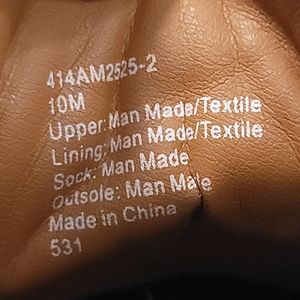 414AM2525-2
10M
Upper: Man Made/Textile
Lining: Man Made/Textile
Sock: Man Made
Outsole: Man Made
Made in China
531